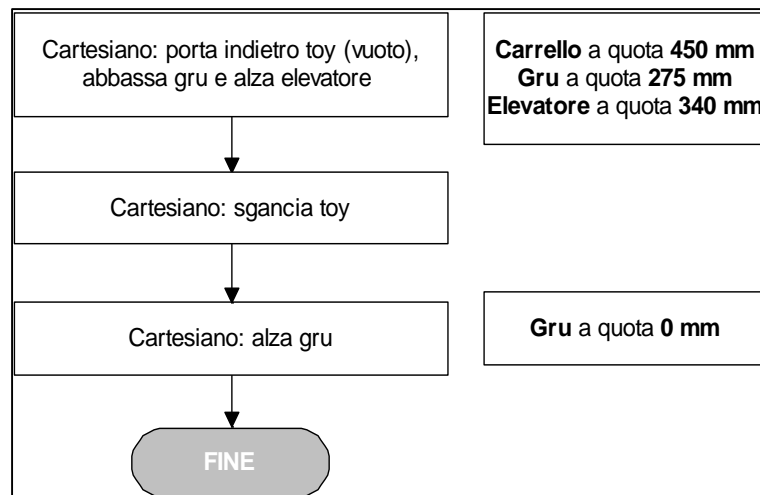 Cartesiano: porta indietro toy (vuoto),
abbassa gru e alza elevatore
Carrello a quota 450 mm
Gru a quota 275 mm
Elevatore a quota 340 mm
Cartesiano: sgancia toy
Cartesiano: alza gru
Gru a quota 0 mm
FINE